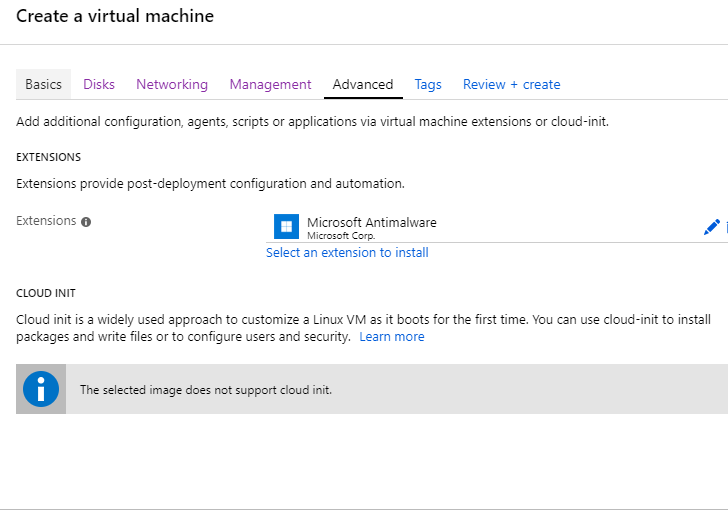 Create a virtual machine
Basics Disks Networking Management Advanced Tags Review + create
Add additional configuration, agents, scripts or applications via virtual machine extensions or cloud-init.
EXTENSIONS
Extensions provide post-deployment configuration and automation.
Extensions
Microsoft Antimalware
Microsoft Corp.
Select an extension to install
CLOUD INIT
Cloud init is a widely used approach to customize a Linux VM as it boots for the first time. You can use cloud-init to install
packages and write files or to configure users and security. Learn more
The selected image does not support cloud init.